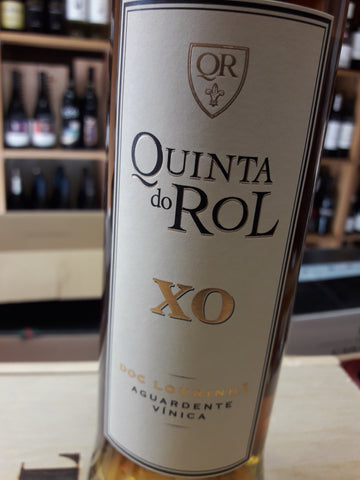 QR
QUINTA
do ROL
XO
DOC LOURINHÃ
AGUARDENTE
VÍNICA